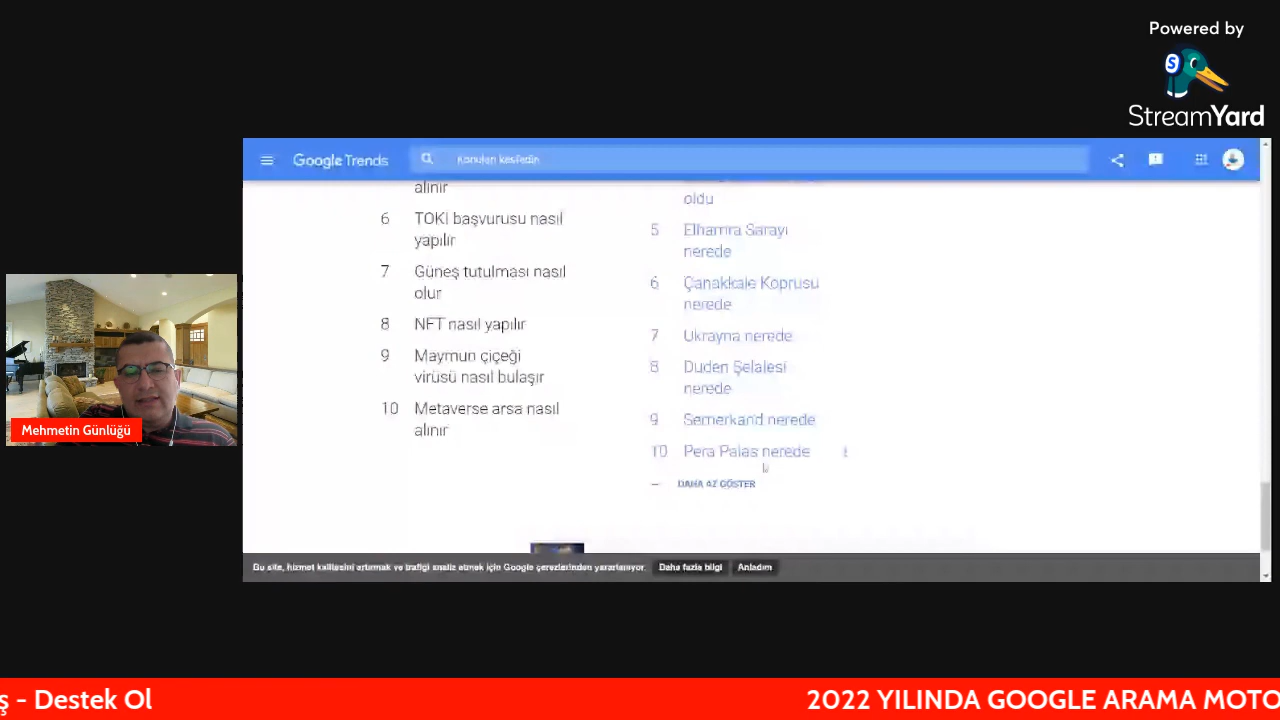 Powered by
StreamYard
Google Trends
Konuları keşfedin
alınır
6 TOKİ başvurusu nasıl
yapılır
7 Güneş tutulması nasıl
olur
8 NFT nasıl yapılır
9 Maymun çiçeği
virüsü nasıl bulaşır
10 Metaverse arsa nasıl
alınır
oldu
5 Elhamra Sarayı
nerede
6 Çanakkale Köprüsü
nerede
7 Ukrayna nerede
8 Düden Şelalesi
nerede
9 Semerkand nerede
10 Pera Palas nerede
DAHA AZ GÖSTER
Bu site, hizmet kalitesini artırmak ve trafiği analiz etmek için Google çerezlerinden yararlanıyor.
Daha fazla bilgi
Anladım
Mehmetin Günlüğü
ş - Destek Ol
2022 YILINDA GOOGLE ARAMA MOTO